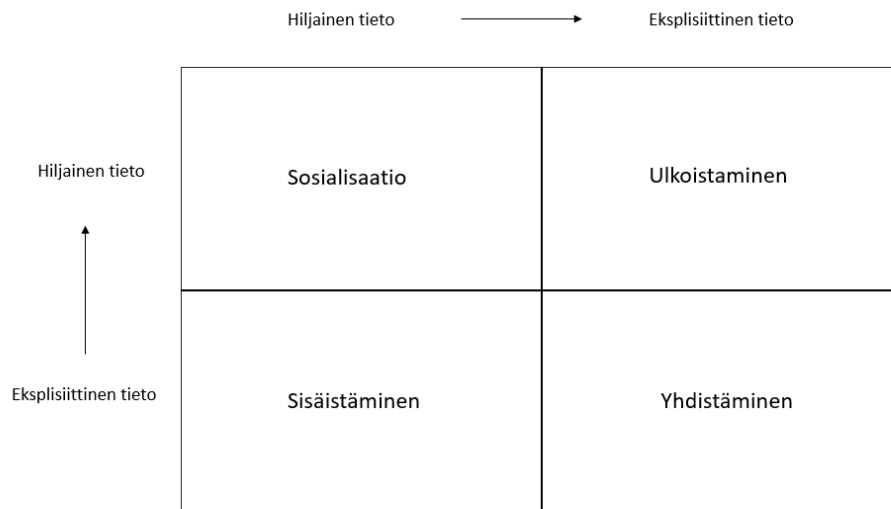 Hiljainen tieto
Eksplisiittinen tieto
Hiljainen tieto
Sosialisaatio
Ulkoistaminen
Eksplisiittinen tieto
Sisäistäminen
Yhdistäminen